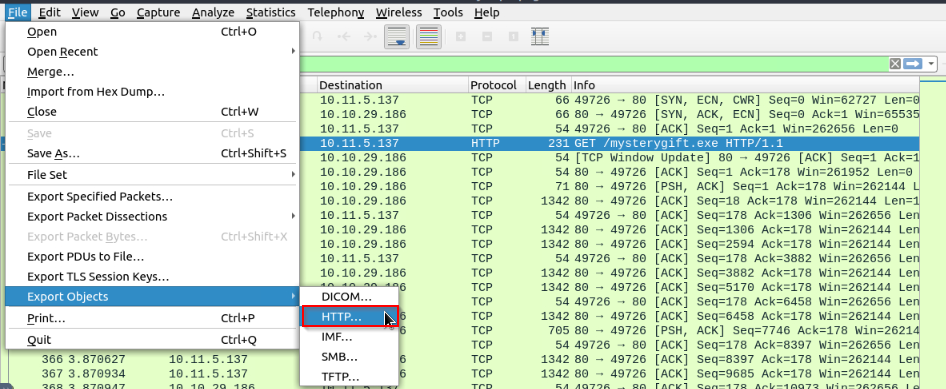 File Edit View Go Capture Analyze Statistics Telephony Wireless Tools Help
Open Ctrl+O
Open Recent
Merge...
Import from Hex Dump...
Close Ctrl+W
Save Ctrl+S
Save As... Ctrl+Shift+S
File Set
Export Specified Packets...
Export Packet Dissections
Export Packet Bytes... Ctrl+Shift+X
Export PDUs to File...
Export TLS Session Keys...
Export Objects
Print... Ctrl+P
Quit Ctrl+Q
DICOM...
HTTP...
IMF...
SMB...
TFTP...
Destination Protocol Length Info
10.11.5.137 TCP 66 49726 → 80 [SYN, ECN, CWR] Seq=0 Win=62727 Len=0
10.10.29.186 TCP 66 80 → 49726 [SYN, ACK, ECN] Seq=0 Ack=1 Win=65535
10.11.5.137 TCP 54 49726 → 80 [ACK] Seq=1 Ack=1 Win=262656 Len=0
10.11.5.137 HTTP 231 GET /mysterygift.exe HTTP/1.1
10.10.29.186 TCP 54 [TCP Window Update] 80 → 49726 [ACK] Seq=1 Ack=1
10.10.29.186 TCP 54 80 → 49726 [ACK] Seq=1 Ack=178 Win=261952 Len=0
10.10.29.186 TCP 71 80 → 49726 [PSH, ACK] Seq=1 Ack=178 Win=262144 L
10.10.29.186 TCP 1342 80 → 49726 [ACK] Seq=18 Ack=178 Win=262144 Len=1
10.11.5.137 TCP 54 49726 → 80 [ACK] Seq=178 Ack=1306 Win=262656 Len
10.10.29.186 TCP 1342 80 → 49726 [ACK] Seq=1306 Ack=178 Win=262144 Len
10.10.29.186 TCP 1342 80 → 49726 [ACK] Seq=2594 Ack=178 Win=262144 Len
10.11.5.137 TCP 54 49726 → 80 [ACK] Seq=178 Ack=3882 Win=262656 Len
10.10.29.186 TCP 1342 80 → 49726 [ACK] Seq=3882 Ack=178 Win=262144 Len
TCP 1342 80 → 49726 [ACK] Seq=5170 Ack=178 Win=262144 Len
TCP 54 49726 → 80 [ACK] Seq=178 Ack=6458 Win=262656 Len
TCP 1342 80 → 49726 [ACK] Seq=6458 Ack=178 Win=262144 Len
TCP 705 80 → 49726 [PSH, ACK] Seq=7746 Ack=178 Win=26214
TCP 54 49726 → 80 [ACK] Seq=178 Ack=8397 Win=262656 Len
366 3.870627 10.11.5.137 TCP 1342 80 → 49726 [ACK] Seq=8397 Ack=178 Win=262144 Len
367 3.870934 10.11.5.137 TCP 1342 80 → 49726 [ACK] Seq=9685 Ack=178 Win=262144 Len
368 3.870947 10.10.29.186 TCP 54 49726 → 80 [ACK] Seq=178 Ack=10973 Win=262656 Le